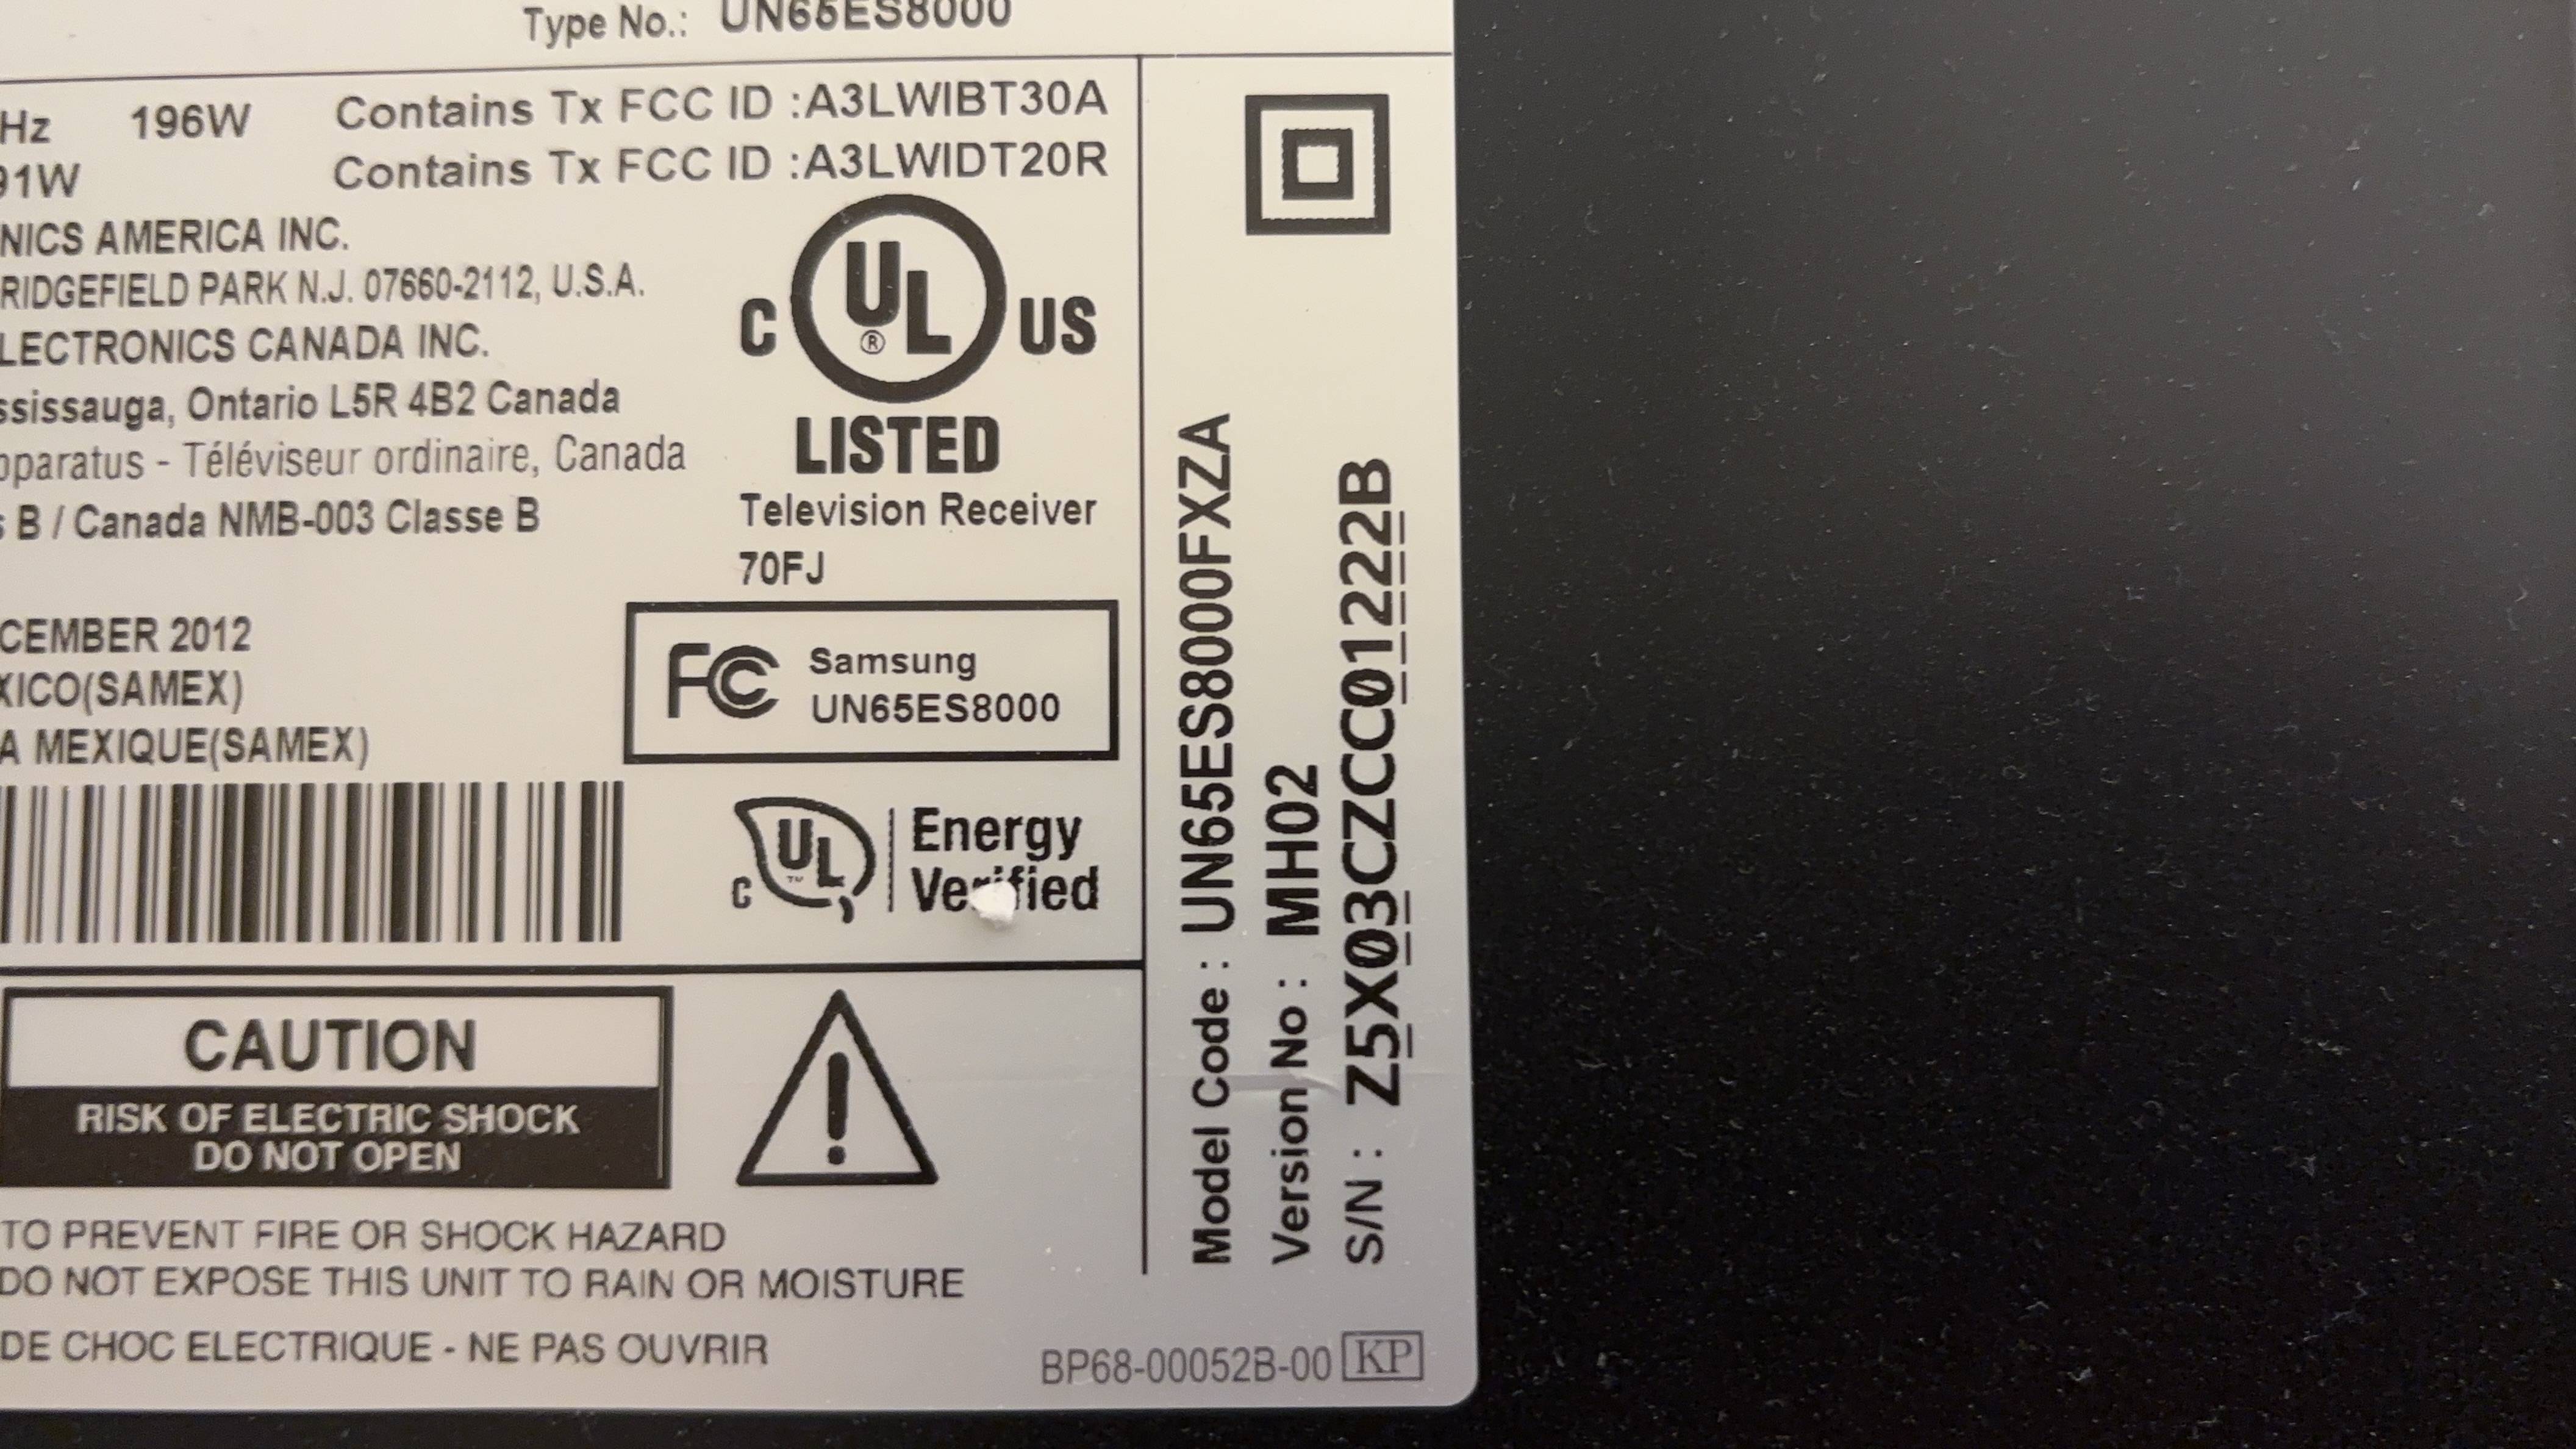 Type No.: UN65ES8000
Hz 196W Contains Tx FCC ID :A3LWIBT30A
91W Contains Tx FCC ID :A3LWIDT20R
NICS AMERICA INC.
RIDGEFIELD PARK N.J. 07660-2112, U.S.A.
LECTRONICS CANADA INC.
ssissauga, Ontario L5R 4B2 Canada
pparatus - Téléviseur ordinaire, Canada
s B / Canada NMB-003 Classe B
C UL ® US
LISTED
Television Receiver
70FJ
CEMBER 2012
XICO(SAMEX)
A MEXIQUE(SAMEX)
FC Samsung
UN65ES8000
C UL ™ Energy
Verified
CAUTION
RISK OF ELECTRIC SHOCK
DO NOT OPEN
TO PREVENT FIRE OR SHOCK HAZARD
DO NOT EXPOSE THIS UNIT TO RAIN OR MOISTURE
DE CHOC ELECTRIQUE - NE PAS OUVRIR
Model Code : UN65ES8000FXZA
Version No : MH02
S/N : Z5X03CZCC01222B
BP68-00052B-00 KP